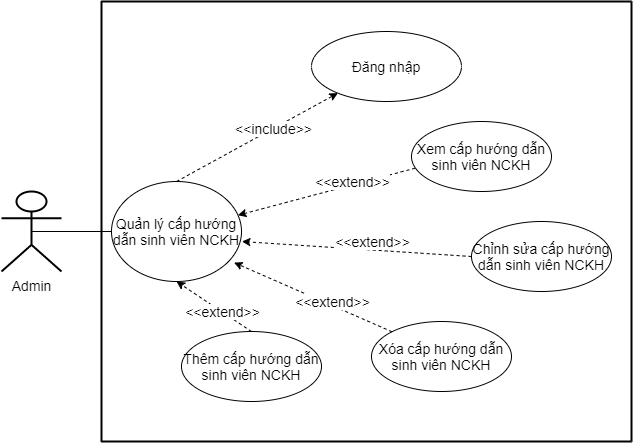 Đăng nhập
<<include>>
Xem cấp hướng dẫn
sinh viên NCKH
<<extend>>
Quản lý cấp hướng
dẫn sinh viên NCKH
<<extend>>
Chỉnh sửa cấp hướng
dẫn sinh viên NCKH
Admin
<<extend>>
<<extend>>
Thêm cấp hướng dẫn
sinh viên NCKH
Xóa cấp hướng dẫn
sinh viên NCKH